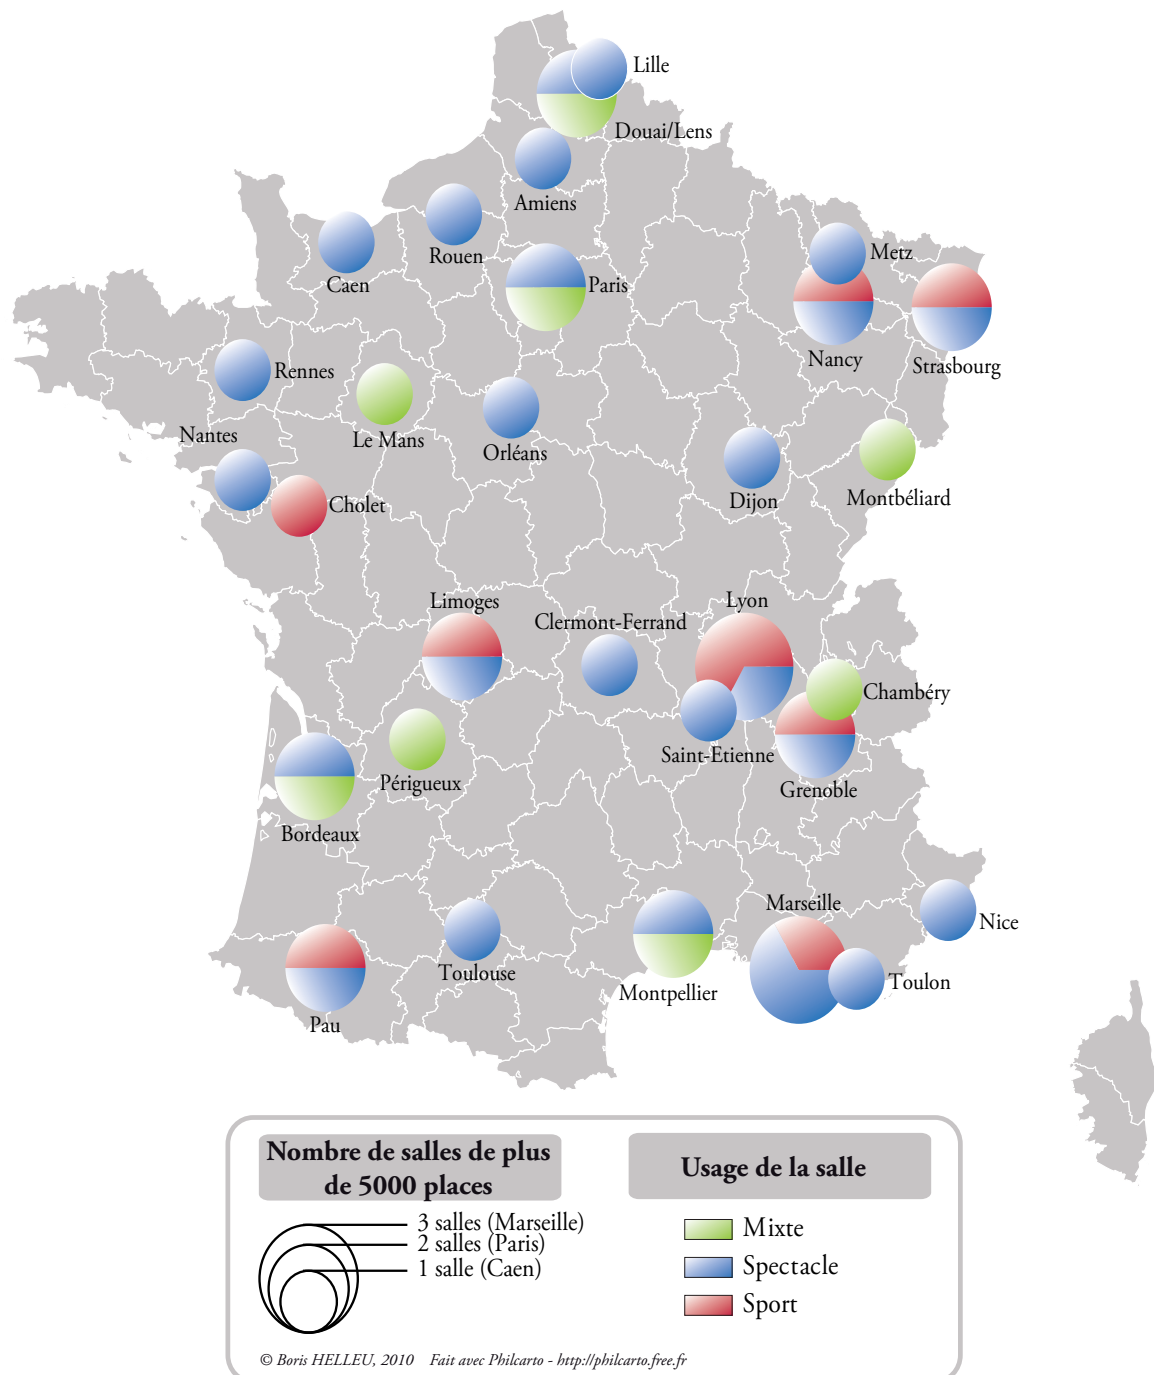 Lille
Douai/Lens
Amiens
Rouen
Caen
Metz
Paris
Nancy
Strasbourg
Rennes
Le Mans
Orléans
Nantes
Dijon
Montbéliard
Cholet
Limoges
Clermont-Ferrand
Lyon
Chambéry
Saint-Etienne
Périgueux
Grenoble
Bordeaux
Marseille
Nice
Toulouse
Toulon
Montpellier
Pau
Nombre de salles de plus
de 5000 places
3 salles (Marseille)
2 salles (Paris)
1 salle (Caen)
Usage de la salle
Mixte
Spectacle
Sport
© Boris HELLEU, 2010 Fait avec Philcarto - http://philcarto.free.fr